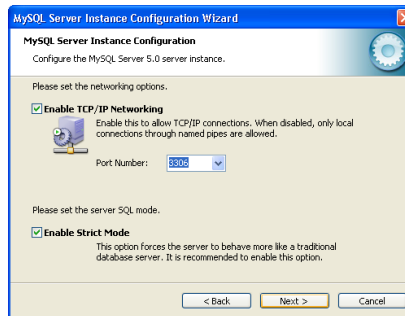 MySQL Server Instance Configuration Wizard
MySQL Server Instance Configuration
Configure the MySQL Server 5.0 server instance.
Please set the networking options.
Enable TCP/IP Networking
Enable this to allow TCP/IP connections. When disabled, only local
connections through named pipes are allowed.
Port Number: 3306
Please set the server SQL mode.
Enable Strict Mode
This option forces the server to behave more like a traditional
database server. It is recommended to enable this option.
< Back Next > Cancel